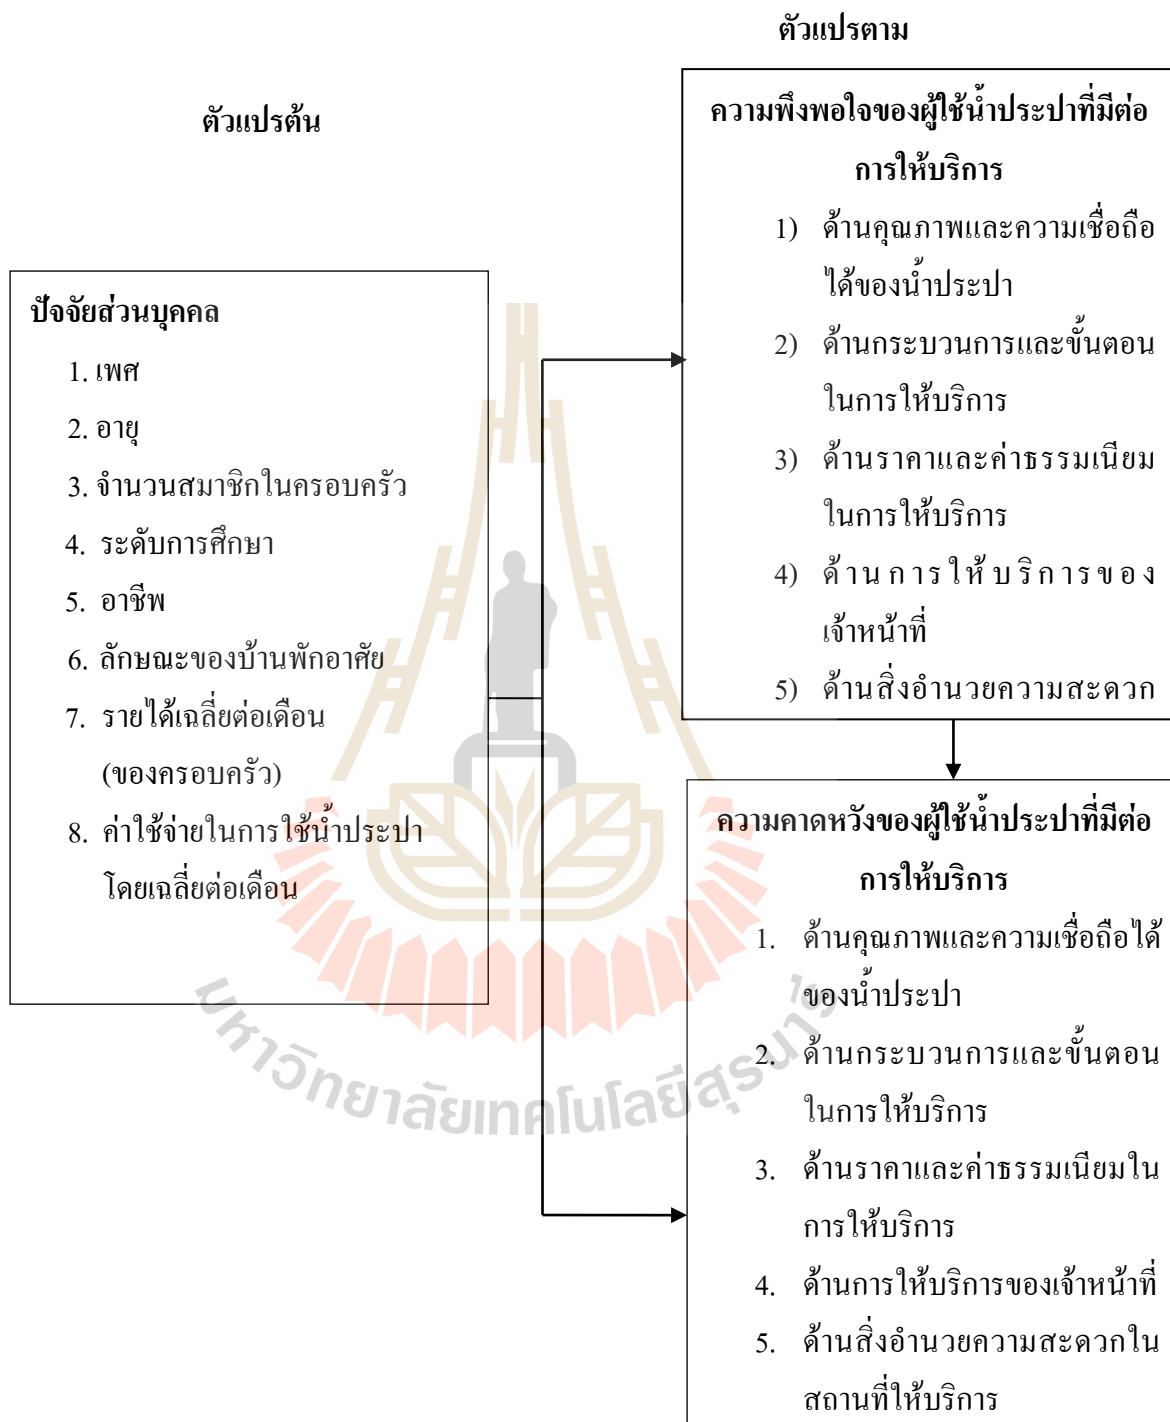 ตัวแปรต้น
ปัจจัยส่วนบุคคล
1. เพศ
2. อายุ
3. จำนวนสมาชิกในครอบครัว
4. ระดับการศึกษา
5. อาชีพ
6. ลักษณะของบ้านพักอาศัย
7. รายได้เฉลี่ยต่อเดือน
(ของครอบครัว)
8. ค่าใช้จ่ายในการใช้น้ำประปา
โดยเฉลี่ยต่อเดือน
ตัวแปรตาม
ความพึงพอใจของผู้ใช้น้ำประปาที่มีต่อ
การให้บริการ
1) ด้านคุณภาพและความเชื่อถือ
ได้ของน้ำประปา
2) ด้านกระบวนการและขั้นตอน
ในการให้บริการ
3) ด้านราคาและค่าธรรมเนียม
ในการให้บริการ
4) ด้านการให้บริการของ
เจ้าหน้าที่
5) ด้านสิ่งอำนวยความสะดวก
ความคาดหวังของผู้ใช้น้ำประปาที่มีต่อ
การให้บริการ
1. ด้านคุณภาพและความเชื่อถือได้
ของน้ำประปา
2. ด้านกระบวนการและขั้นตอน
ในการให้บริการ
3. ด้านราคาและค่าธรรมเนียมใน
การให้บริการ
4. ด้านการให้บริการของเจ้าหน้าที่
5. ด้านสิ่งอำนวยความสะดวกใน
สถานที่ให้บริการ
มหาวิทยาลัยเทคโนโลยีสุรนารี